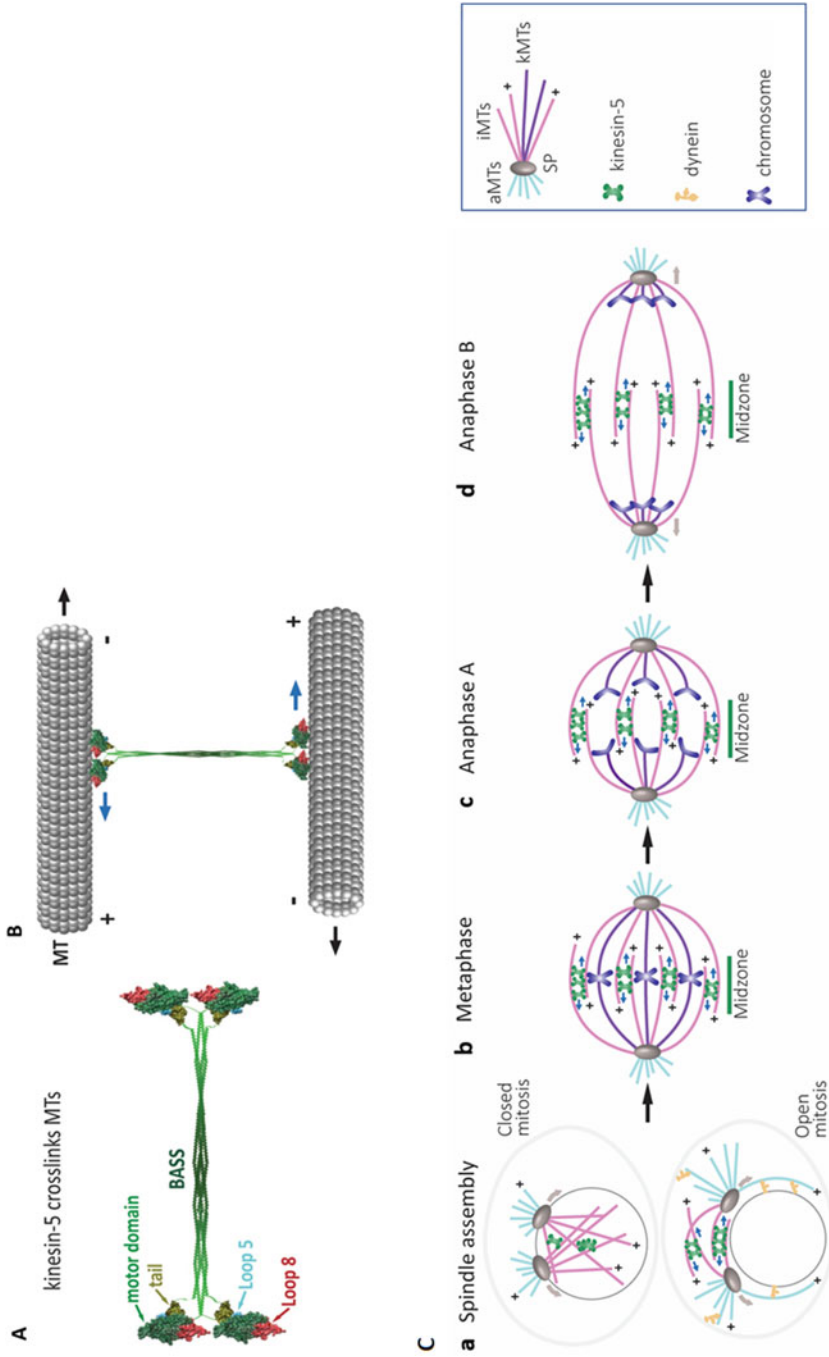 A
kinesin-5 crosslinks MTs
motor domain
tail
BASS
Loop 5
Loop 8
B
MT
+
-
-
+
C
a Spindle assembly
Closed
mitosis
+
+
+
+
+
+
Open
mitosis
+
+
+
+
+
+
b Metaphase
+
+
+
+
+
+
+
+
Midzone
c Anaphase A
+
+
+
+
+
+
+
+
Midzone
d Anaphase B
+
+
+
+
+
+
+
+
Midzone
aMTs
iMTs
+
kMTs
+
SP
kinesin-5
dynein
chromosome